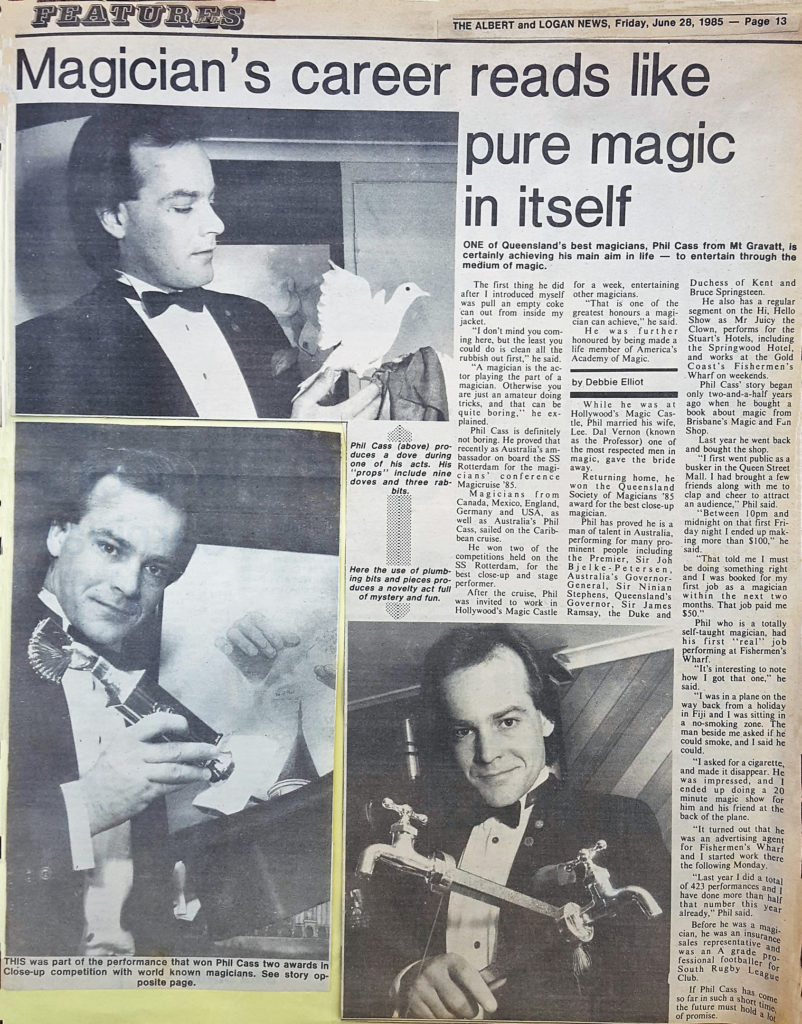 FEATURES
THE ALBERT and LOGAN NEWS, Friday, June 28, 1985 — Page 13
Magician's career reads like
pure magic
in itself
ONE of Queensland's best magicians, Phil Cass from Mt Gravatt, is
certainly achieving his main aim in life — to entertain through the
medium of magic.
The first thing he did
after I introduced myself
was pull an empty coke
can out from inside my
jacket.
"I don't mind you com-
ing here, but the least you
could do is clean all the
rubbish out first," he said.
"A magician is the ac-
tor playing the part of a
magician. Otherwise you
are just an amateur doing
tricks, and that can be
quite boring," he ex-
plained.
Phil Cass is definitely
not boring. He proved that
recently as Australia's am-
bassador on board the SS
Rotterdam for the magi-
cians' conference
Magicruise '85.
Magicians from
Canada, Mexico, England,
Germany and USA, as
well as Australia's Phil
Cass, sailed on the Carib-
bean cruise.
He won two of the
competitions held on the
SS Rotterdam, for the
best close-up and stage
performer.
After the cruise, Phil
was invited to work in
Hollywood's Magic Castle
for a week, entertaining
other magicians.
"That is one of the
greatest honours a mag-
ician can achieve," he said.
He was further
honoured by being made a
life member of America's
Academy of Magic.
by Debbie Elliot
While he was at
Hollywood's Magic Cas-
tle, Phil married his wife,
Lee. Dal Vernon (known
as the Professor) one of
the most respected men in
magic, gave the bride
away.
Returning home, he
won the Queensland
Society of Magicians '85
award for the best close-up
magician.
Phil has proved he is a
man of talent in Australia,
performing for many pro-
minent people including
the Premier, Sir Joh
Bjelke-Petersen,
Australia's Governor-
General, Sir Ninian
Stephens, Queensland's
Governor, Sir James
Ramsay, the Duke and
Duchess of Kent and
Bruce Springsteen.
He also has a regular
segment on the Hi, Hello
Show as Mr Juicy the
Clown, performs for the
Stuart's Hotels, including
the Springwood Hotel,
and works at the Gold
Coast's Fishermen's
Wharf on weekends.
Phil Cass' story began
only two-and-a-half years
ago when he bought a
book about magic from
Brisbane's Magic and Fun
Shop.
Last year he went back
and bought the shop.
"I first went public as a
busker in the Queen Street
Mall. I had brought a few
friends along with me to
clap and cheer to attract
an audience," Phil said.
"Between 10pm and
midnight on that first Fri-
day night I ended up mak-
ing more than $100," he
said.
"That told me I must
be doing something right
and I was booked for my
first job as a magician
within the next two
months. That job paid me
$50."
Phil who is a totally
self-taught magician, had
his first "real" job
performing at Fishermen's
Wharf.
"It's interesting to note
how I got that one," he
said.
"I was in a plane on the
way back from a holiday
in Fiji and I was sitting in
a no-smoking zone. The
man beside me asked if he
could smoke, and I said he
could.
"I asked for a cigarette,
and made it disappear. He
was impressed, and I
ended up doing a 20
minute magic show for
him and his friend at the
back of the plane.
"It turned out that he
was an advertising agent
for Fishermen's Wharf
and I started work there
the following Monday.
"Last year I did a total
of 423 performances and I
have done more than half
that number this year
already," Phil said.
Before he was a magi-
cian, he was an insurance
sales representative and
was an A grade pro-
fessional footballer for
South Rugby League
Club.
If Phil Cass has come
so far in such a short time,
the future must hold a lot
of promise.
Phil Cass (above) pro-
duces a dove during
one of his acts. His
"props" include nine
doves and three rab-
bits.
Here the use of plumb-
ing bits and pieces pro-
duces a novelty act full
of mystery and fun.
THIS was part of the performance that won Phil Cass two awards in
Close-up competition with world known magicians. See story op-
posite page.